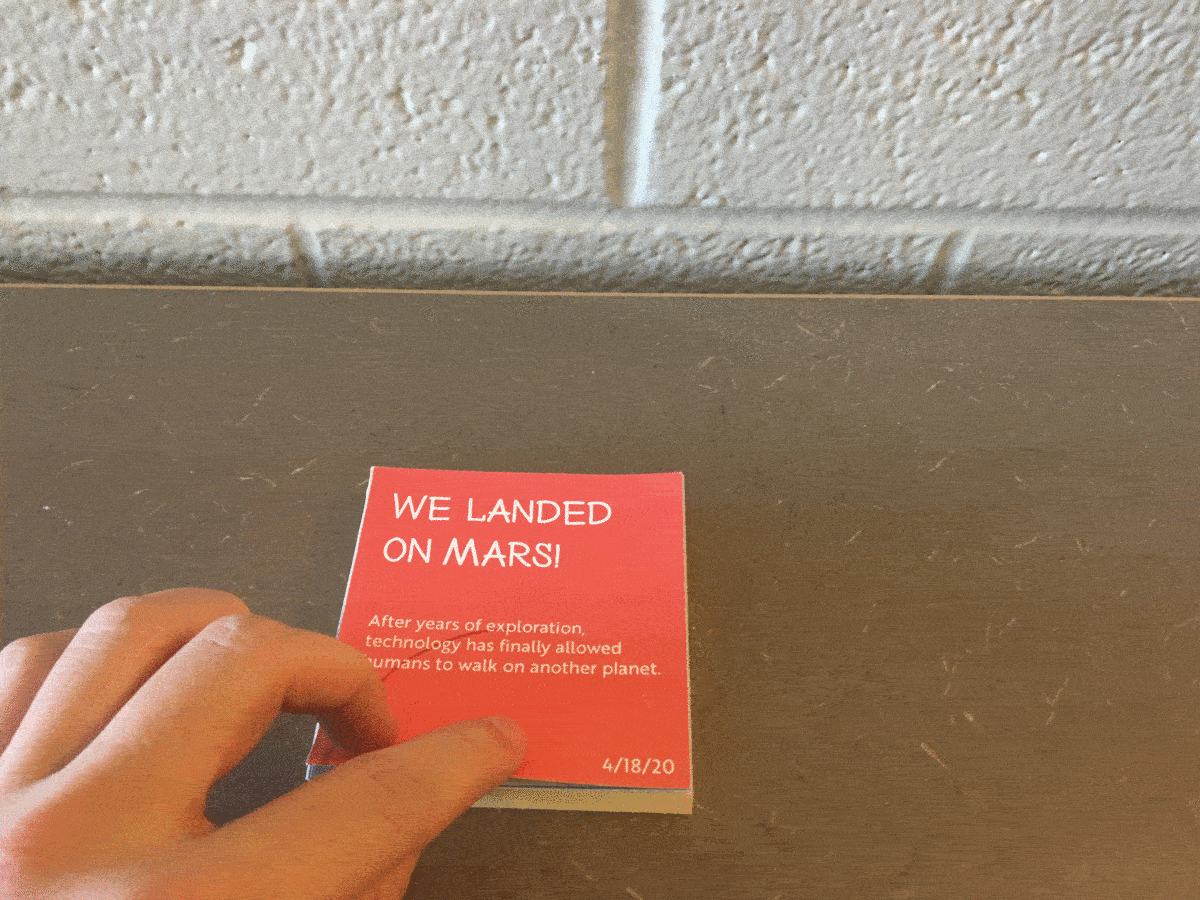 WE LANDED
ON MARS!
After years of exploration,
technology has finally allowed
humans to walk on another planet.
4/18/20